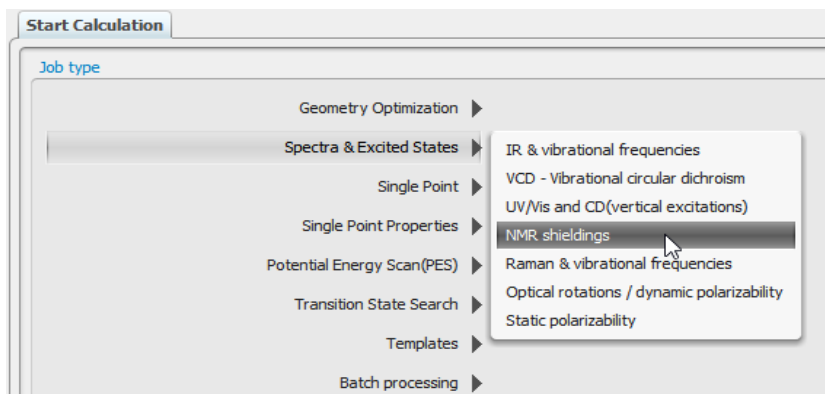 Start Calculation
Job type
Geometry Optimization
Spectra & Excited States
Single Point
Single Point Properties
Potential Energy Scan(PES)
Transition State Search
Templates
Batch processing
IR & vibrational frequencies
VCD - Vibrational circular dichroism
UV/Vis and CD(vertical excitations)
NMR shieldings
Raman & vibrational frequencies
Optical rotations / dynamic polarizability
Static polarizability